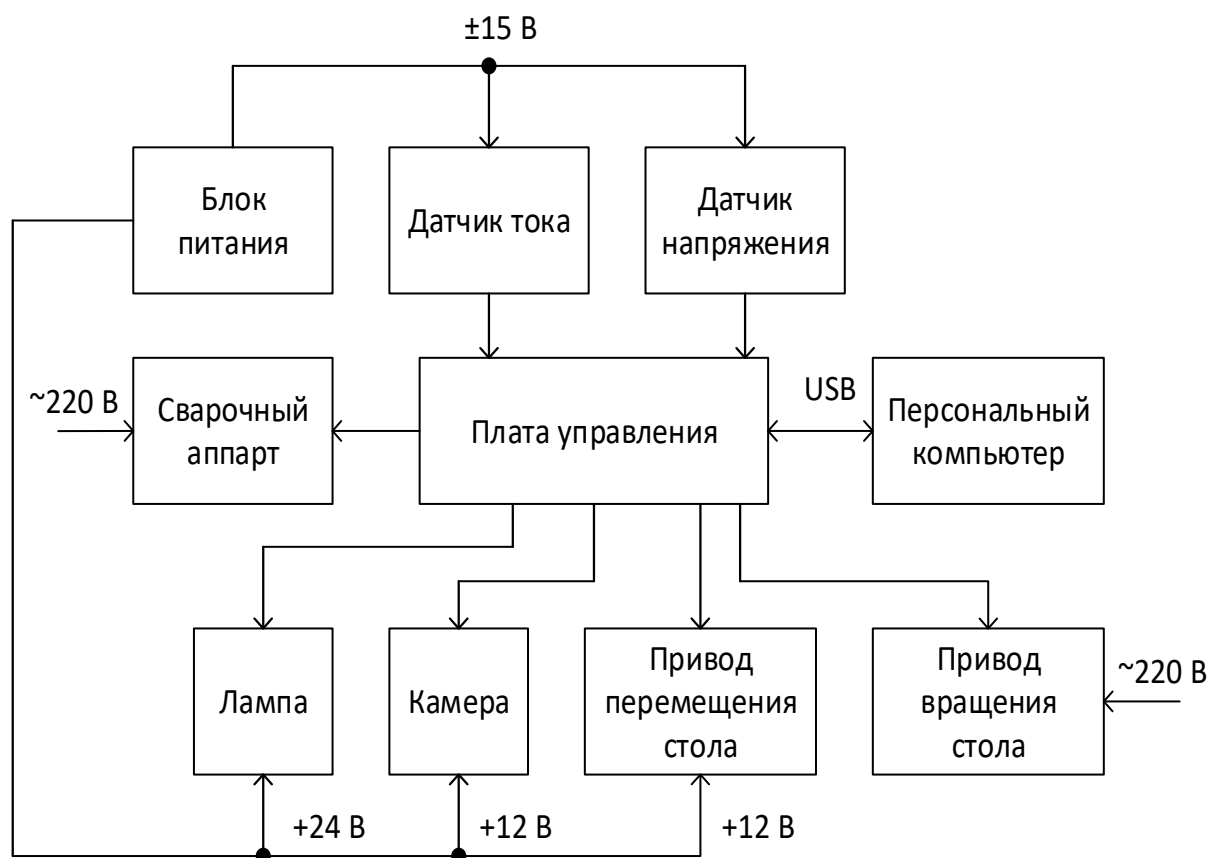 ±15 В
Блок
питания
Датчик тока
Датчик
напряжения
~220 В
Сварочный
аппарт
Плата управления
USB
Персональный
компьютер
Лампа
Камера
Привод
перемещения
стола
Привод
вращения
стола
~220 В
+24 В
+12 В
+12 В